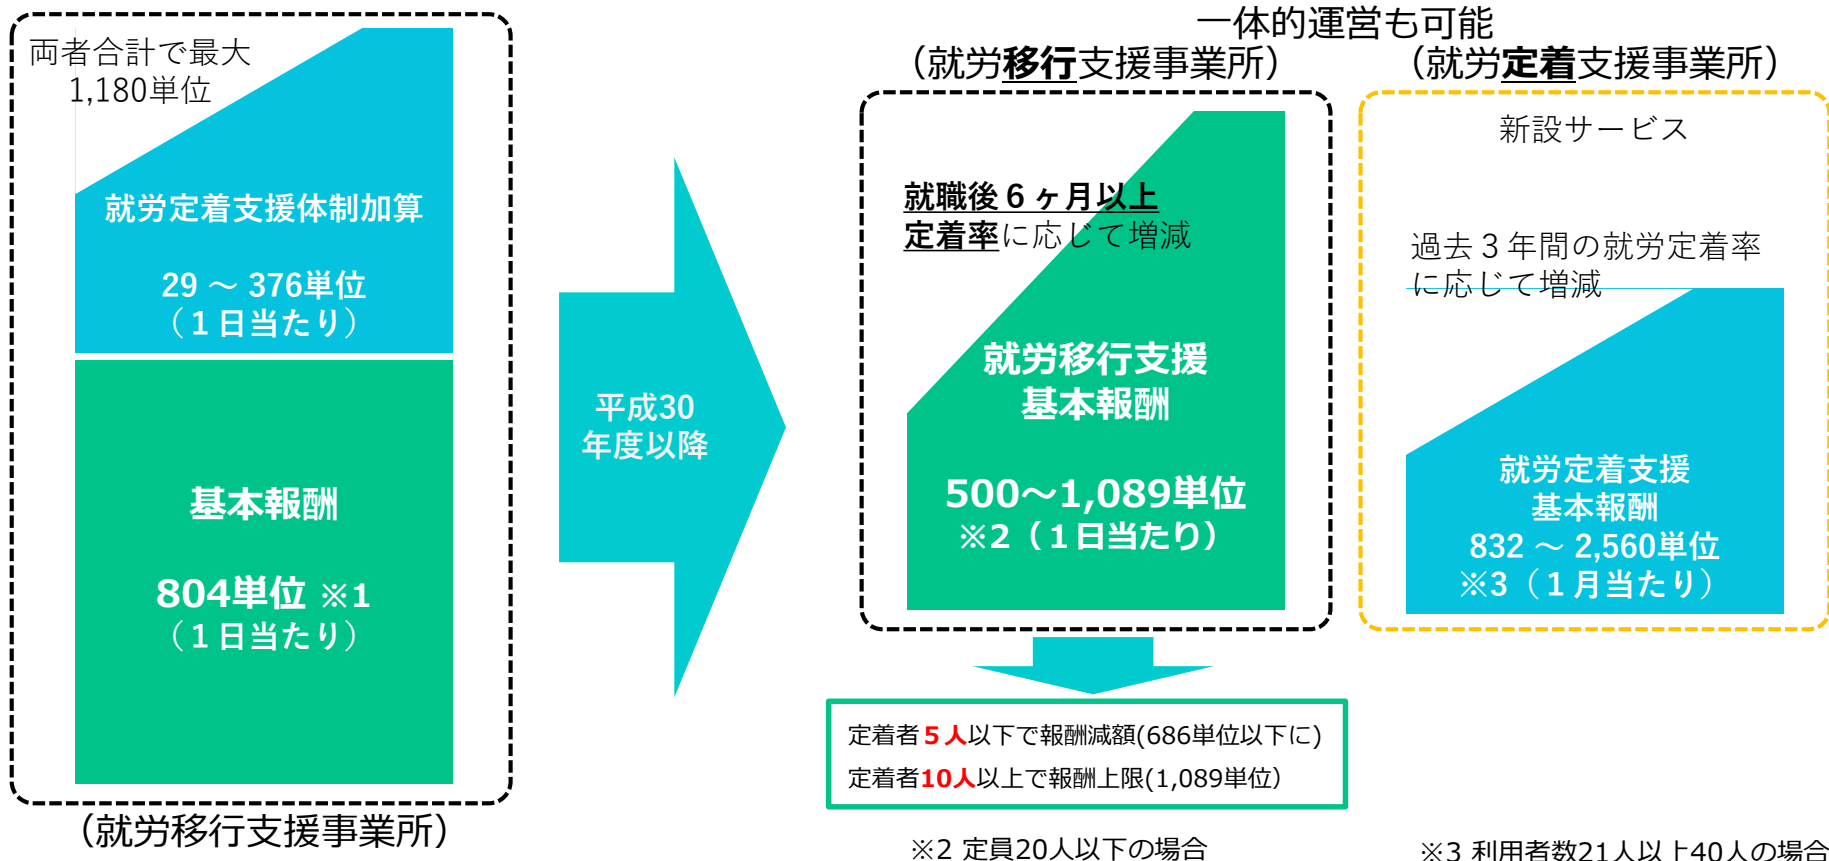 両者合計で最大
1,180単位
就労定着支援体制加算
29 ～ 376単位
（１日当たり）
基本報酬
804単位 ※1
（１日当たり）
（就労移行支援事業所）
平成30
年度以降
一体的運営も可能
（就労移行支援事業所）
就職後６ヶ月以上
定着率に応じて増減
就労移行支援
基本報酬
500～1,089単位
※2（１日当たり）
（就労定着支援事業所）
新設サービス
過去３年間の就労定着率
に応じて増減
就労定着支援
基本報酬
832 ～ 2,560単位
※3（１月当たり）
定着者５人以下で報酬減額(686単位以下に)
定着者10人以上で報酬上限(1,089単位)
※2 定員20人以下の場合
※3 利用者数21人以上40人の場合